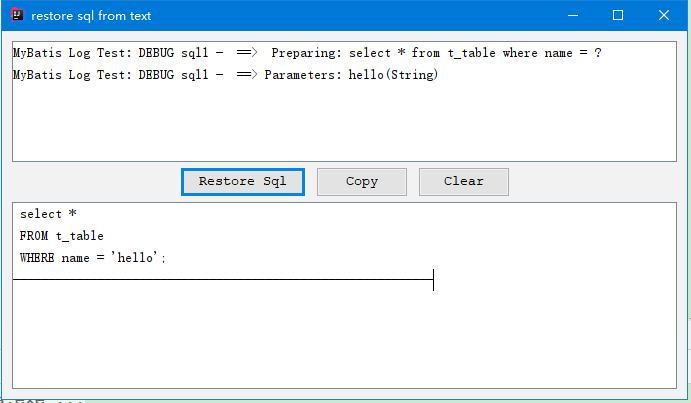 restore sql from text
MyBatis Log Test: DEBUG sql1 - ==> Preparing: select * from t_table where name = ?
MyBatis Log Test: DEBUG sql1 - ==> Parameters: hello(String)
Restore Sql
Copy
Clear
select *
FROM t_table
WHERE name = 'hello';